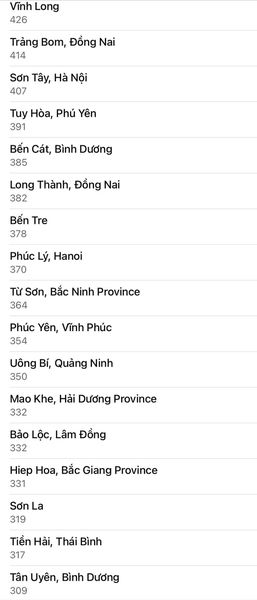 Vĩnh Long
426
Trảng Bom, Đồng Nai
414
Sơn Tây, Hà Nội
407
Tuy Hòa, Phú Yên
391
Bến Cát, Bình Dương
385
Long Thành, Đồng Nai
382
Bến Tre
378
Phúc Lý, Hanoi
370
Từ Sơn, Bắc Ninh Province
364
Phúc Yên, Vĩnh Phúc
354
Uông Bí, Quảng Ninh
350
Mao Khe, Hải Dương Province
332
Bảo Lộc, Lâm Đồng
332
Hiep Hoa, Bắc Giang Province
331
Sơn La
319
Tiền Hải, Thái Bình
317
Tân Uyên, Bình Dương
309